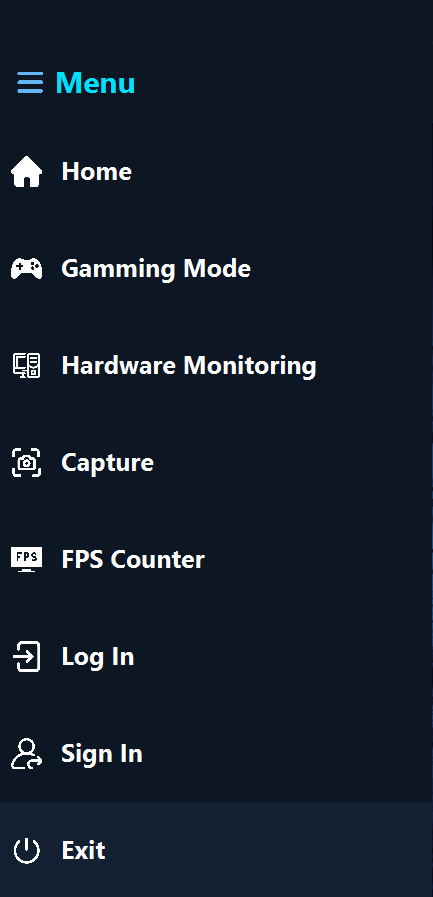 Menu
Home
Gamming Mode
Hardware Monitoring
Capture
FPS
FPS Counter
Log In
Sign In
Exit